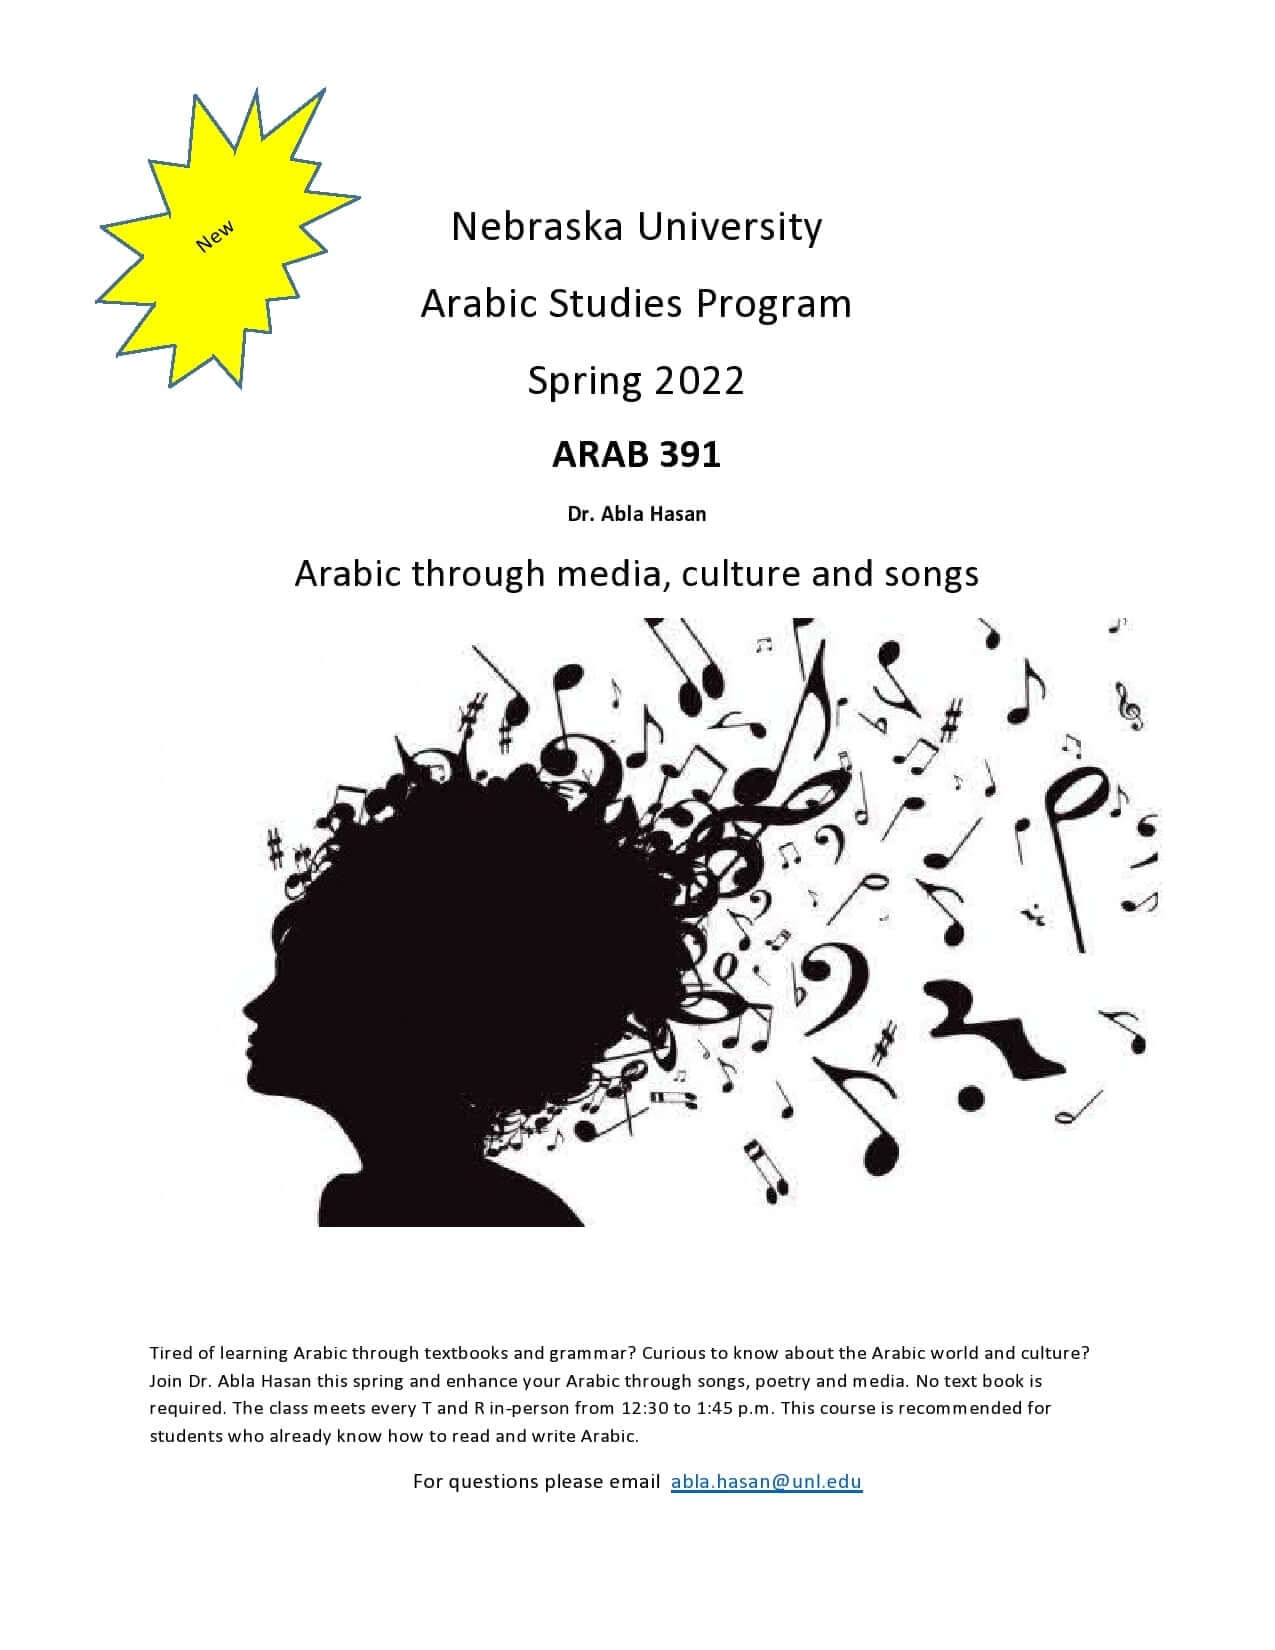 New
Nebraska University
Arabic Studies Program
Spring 2022
ARAB 391
Dr. Abla Hasan
Arabic through media, culture and songs
Tired of learning Arabic through textbooks and grammar? Curious to know about the Arabic world and culture?
Join Dr. Abla Hasan this spring and enhance your Arabic through songs, poetry and media. No text book is
required. The class meets every T and R in-person from 12:30 to 1:45 p.m. This course is recommended for
students who already know how to read and write Arabic.
For questions please email abla.hasan@unl.edu